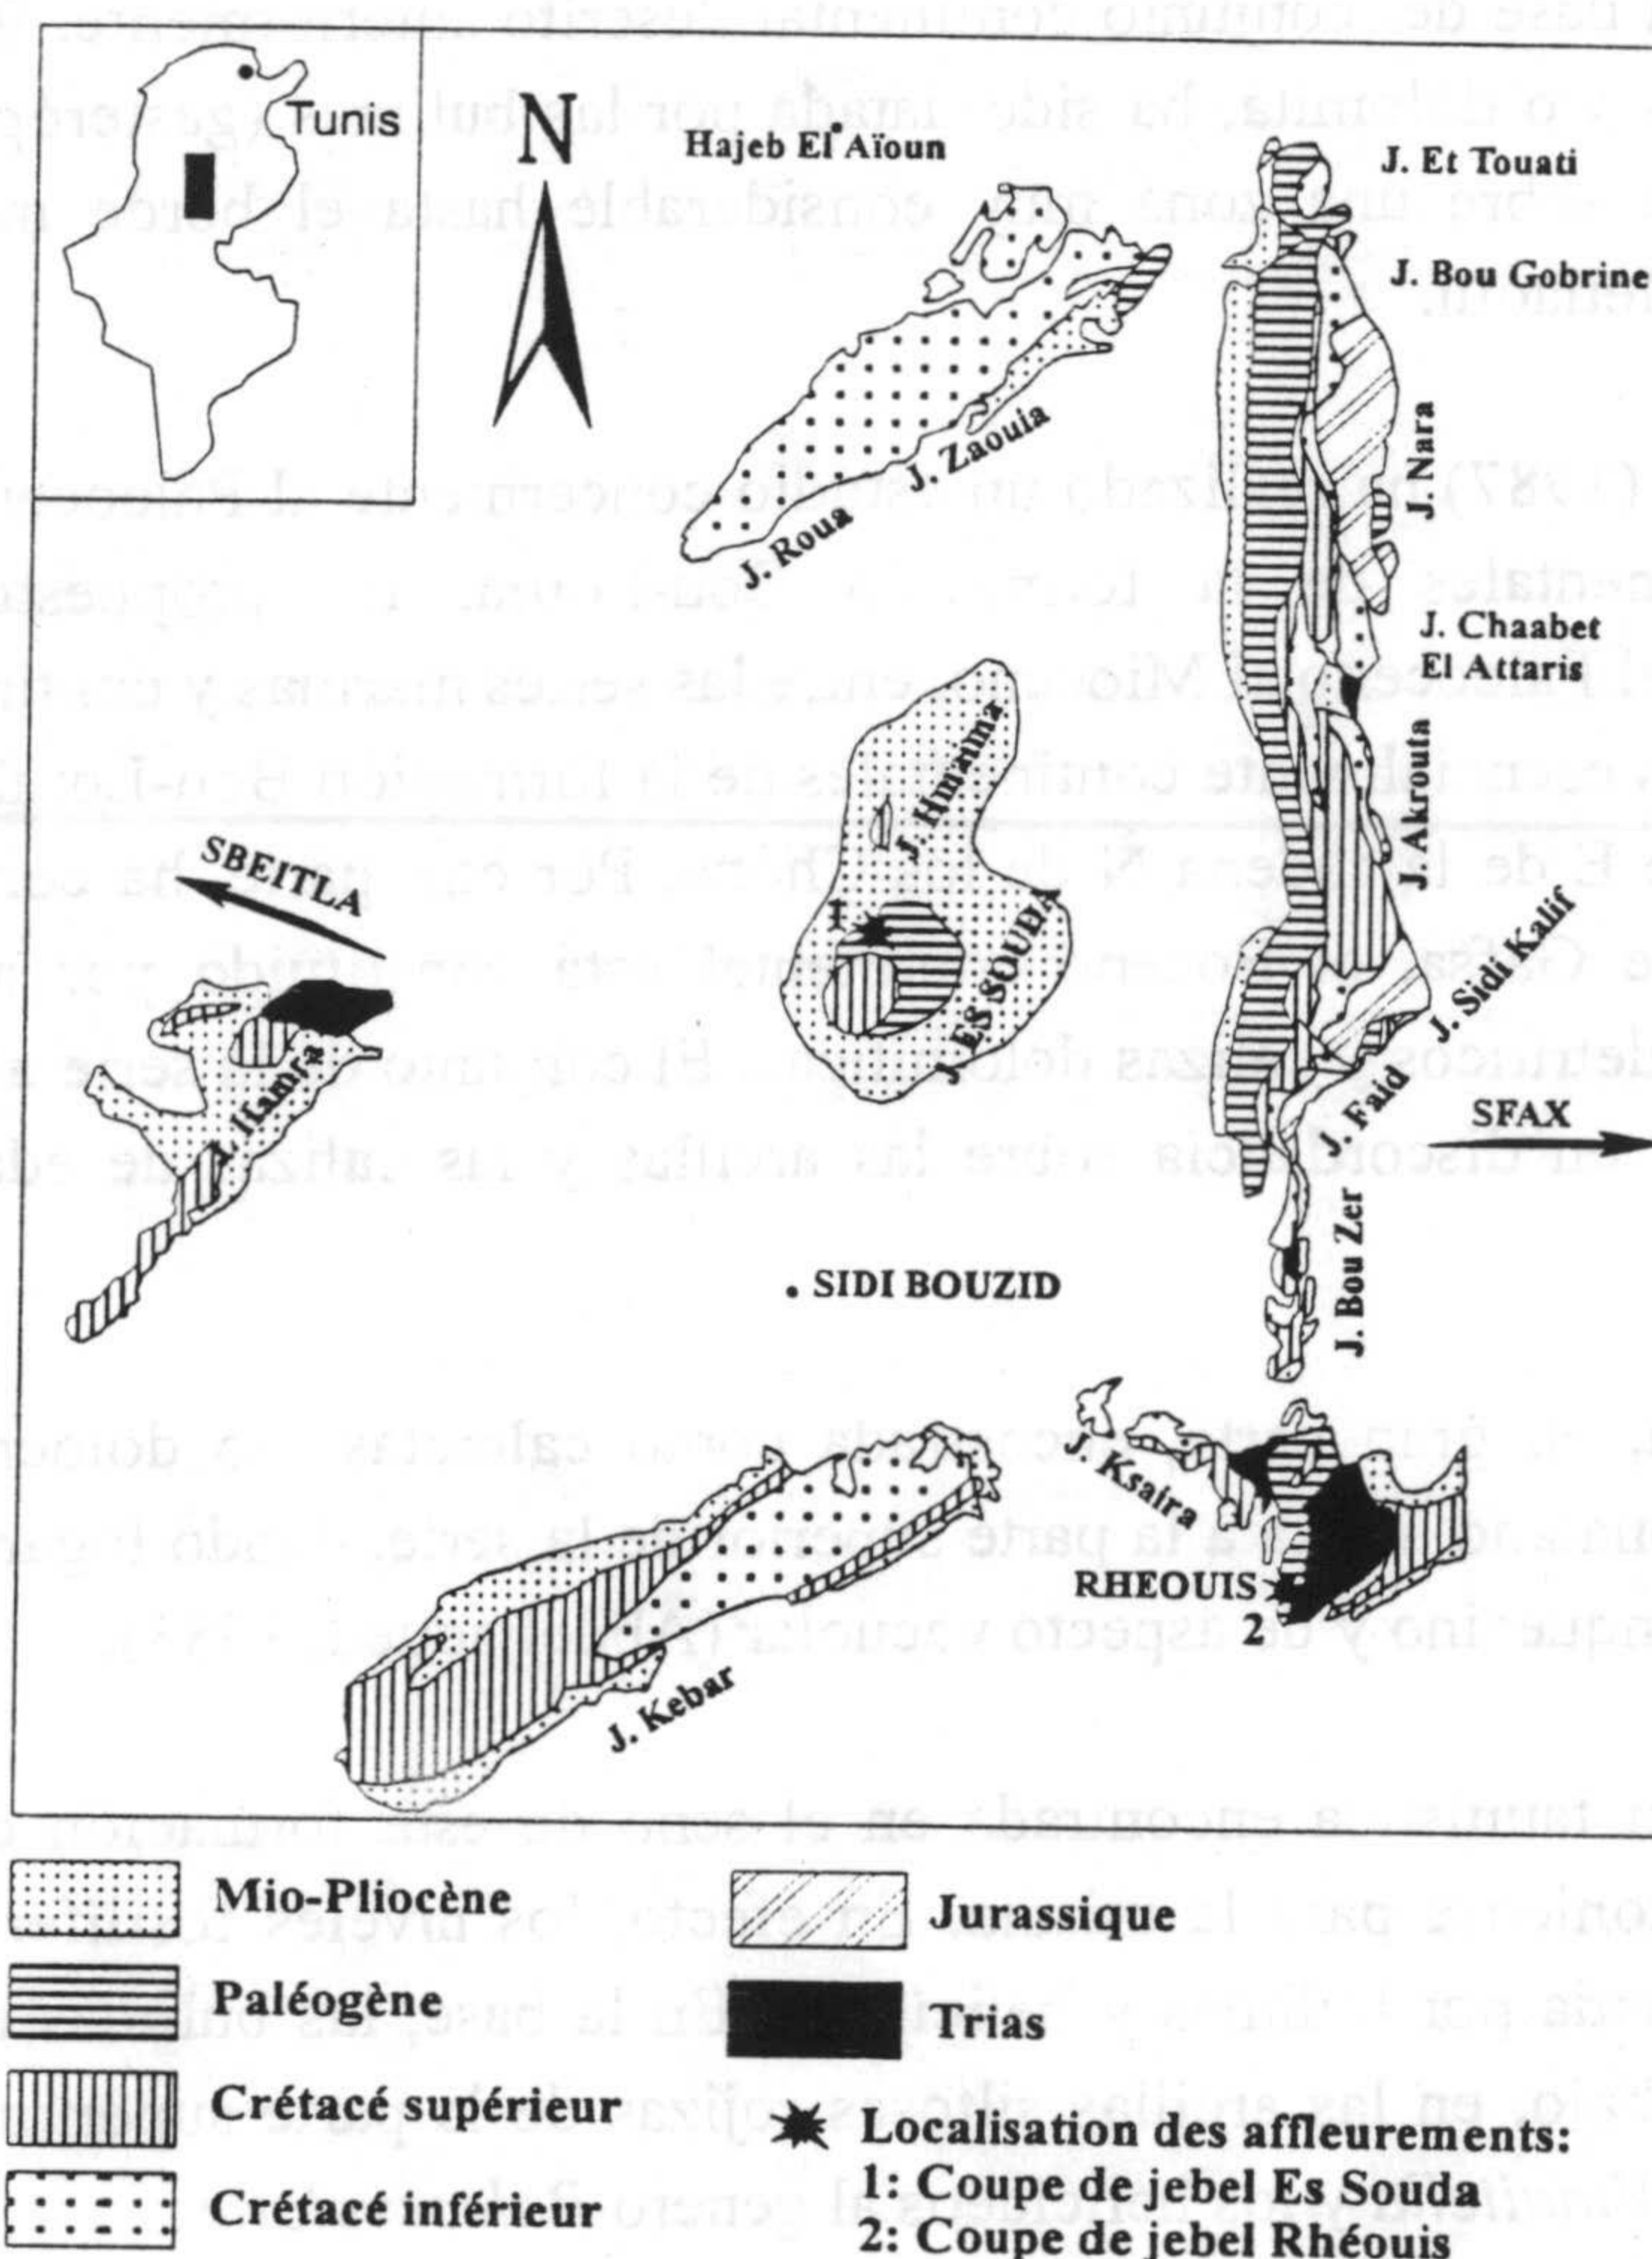 Tunis
N
Hajeb El Aïoun
J. Et Touati
J. Bou Gobrine
J. Nara
J. Zaouia
J. Roua
J. Chaabet
El Attaris
J. Akrouta
J. Hmaima
1
J. ES SOUDA
SBEITLA
J. Hamra
J. Sidi Kalif
J. Faid
SFAX
J. Bou Zer
. SIDI BOUZID
J. Ksaira
RHEOUIS
2
J. Kebar
Mio-Pliocène
Paléogène
Crétacé supérieur
Crétacé inférieur
Jurassique
Trias
Localisation des affleurements:
1: Coupe de jebel Es Souda
2: Coupe de jebel Rhéouis